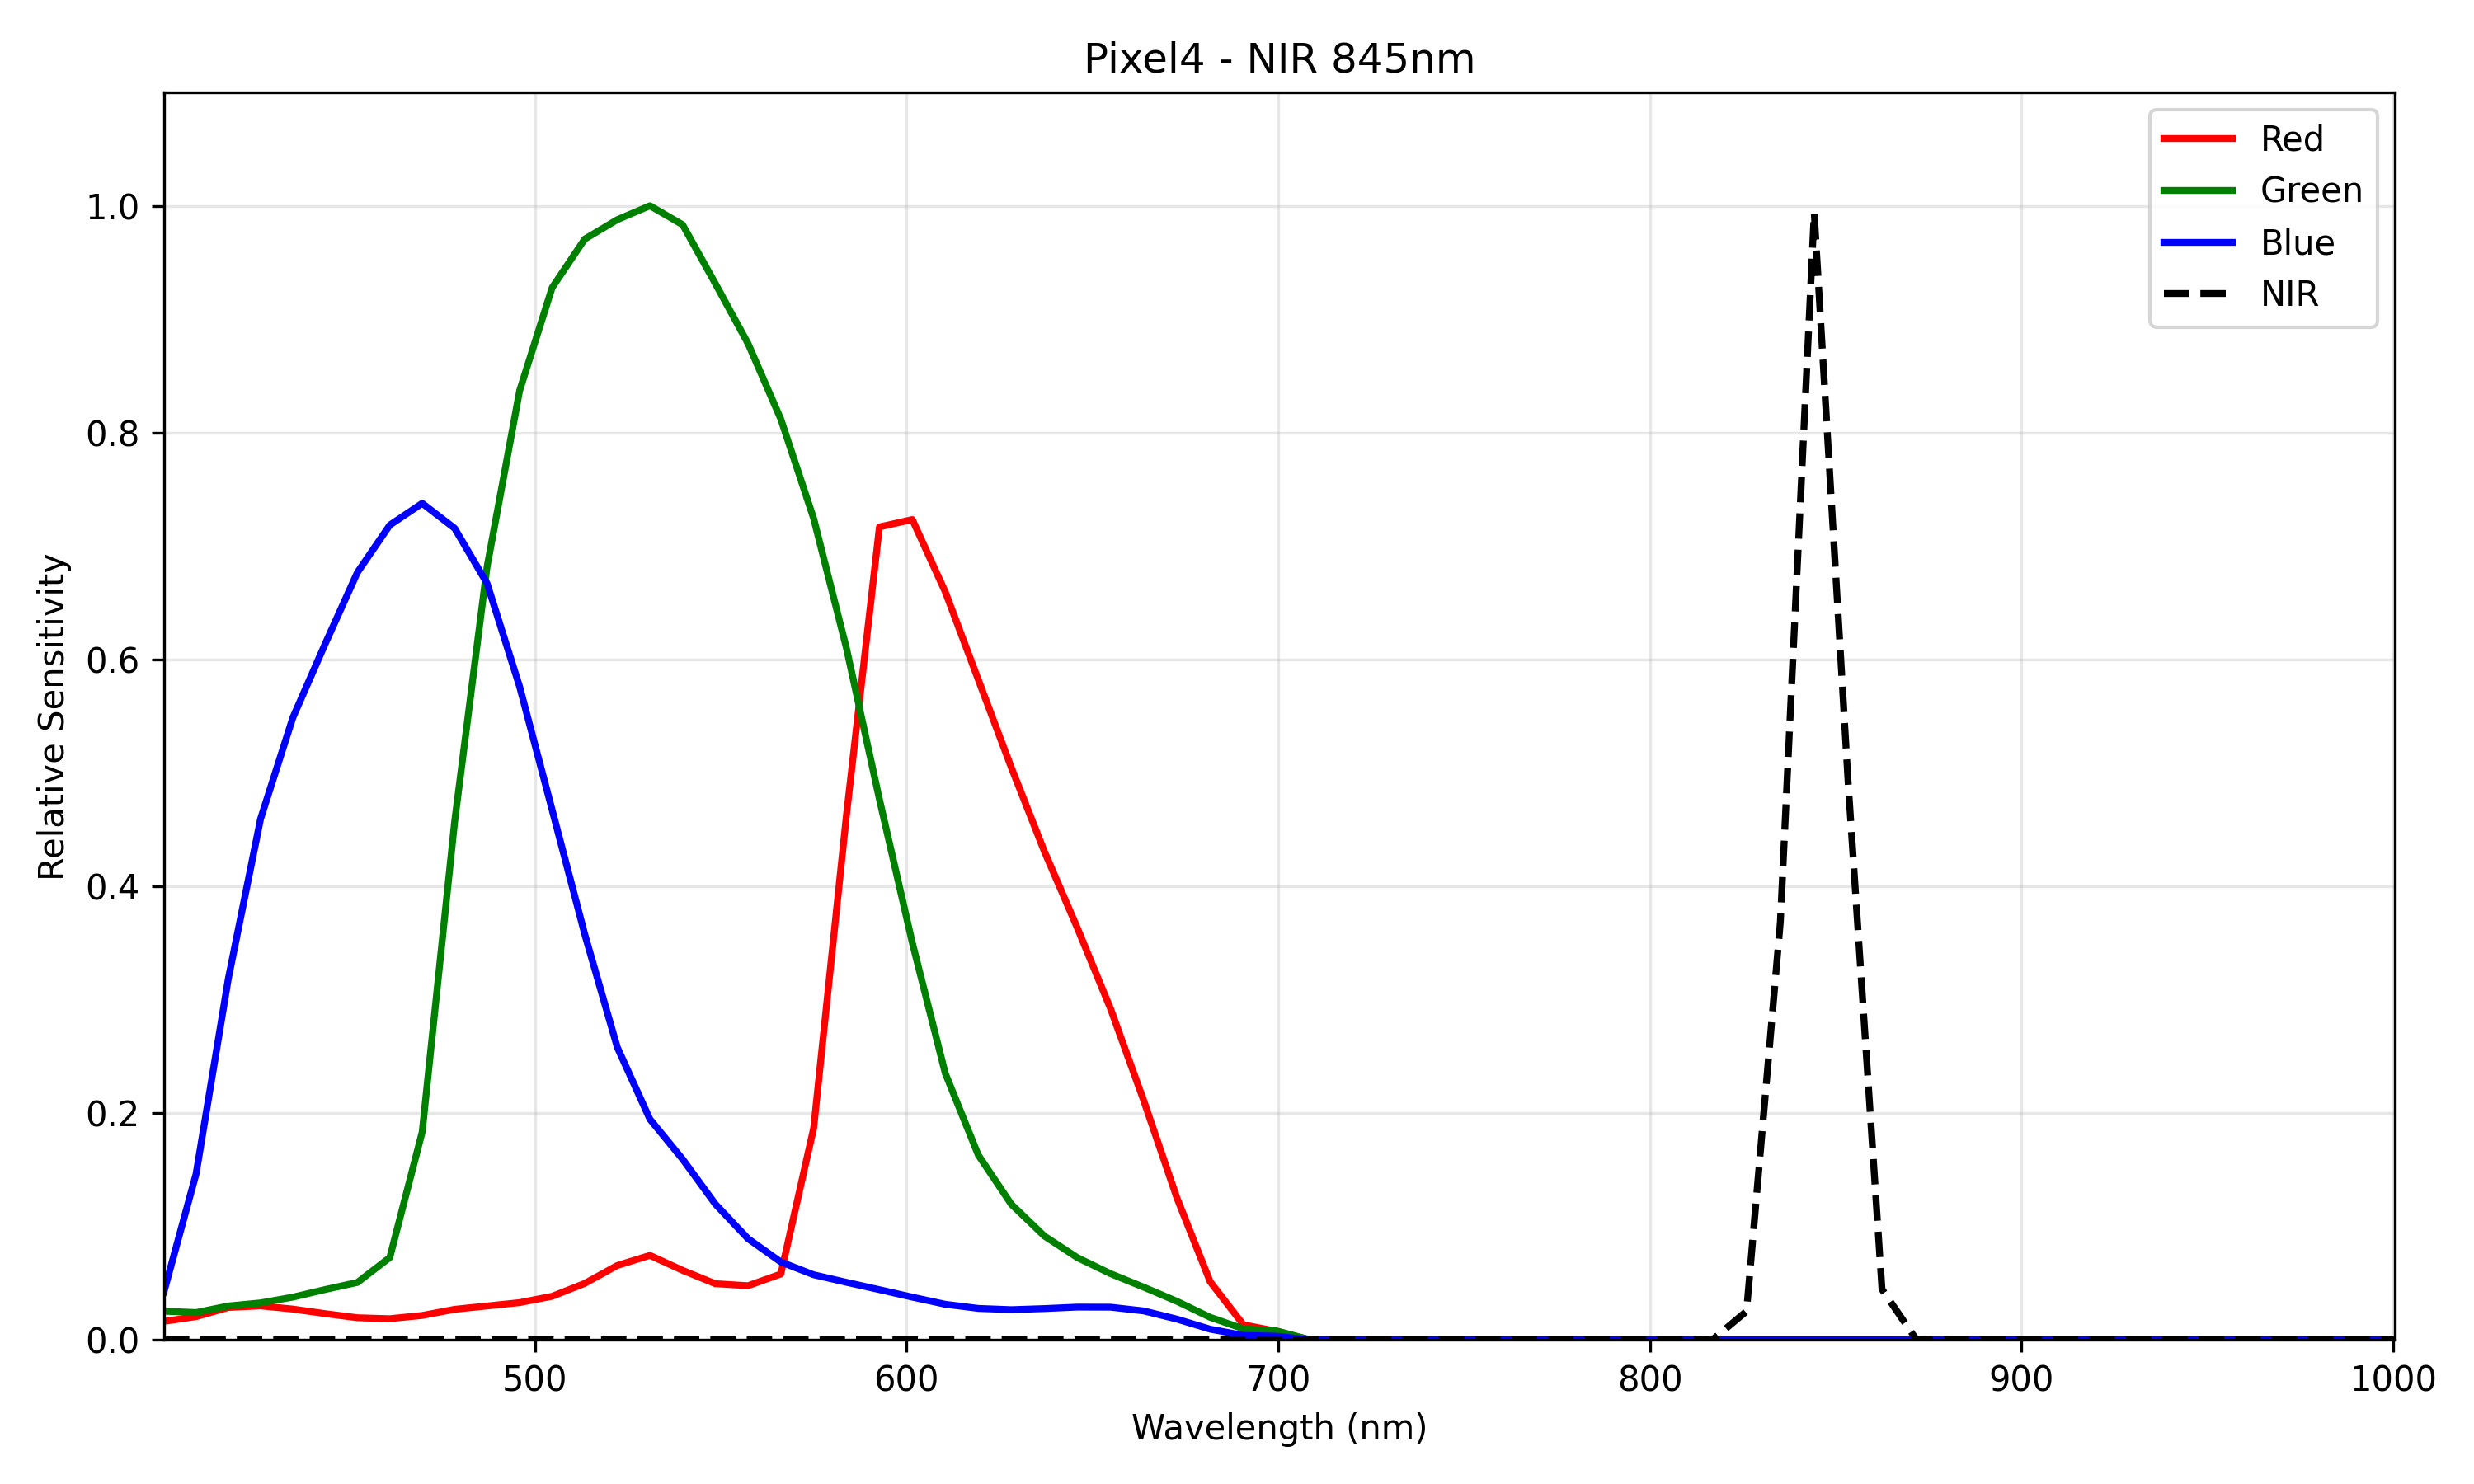 Pixel4 - NIR 845nm
Red
Green
Blue
NIR
Relative Sensitivity
1.0
0.8
0.6
0.4
0.2
0.0
500
600
700
800
900
1000
Wavelength (nm)